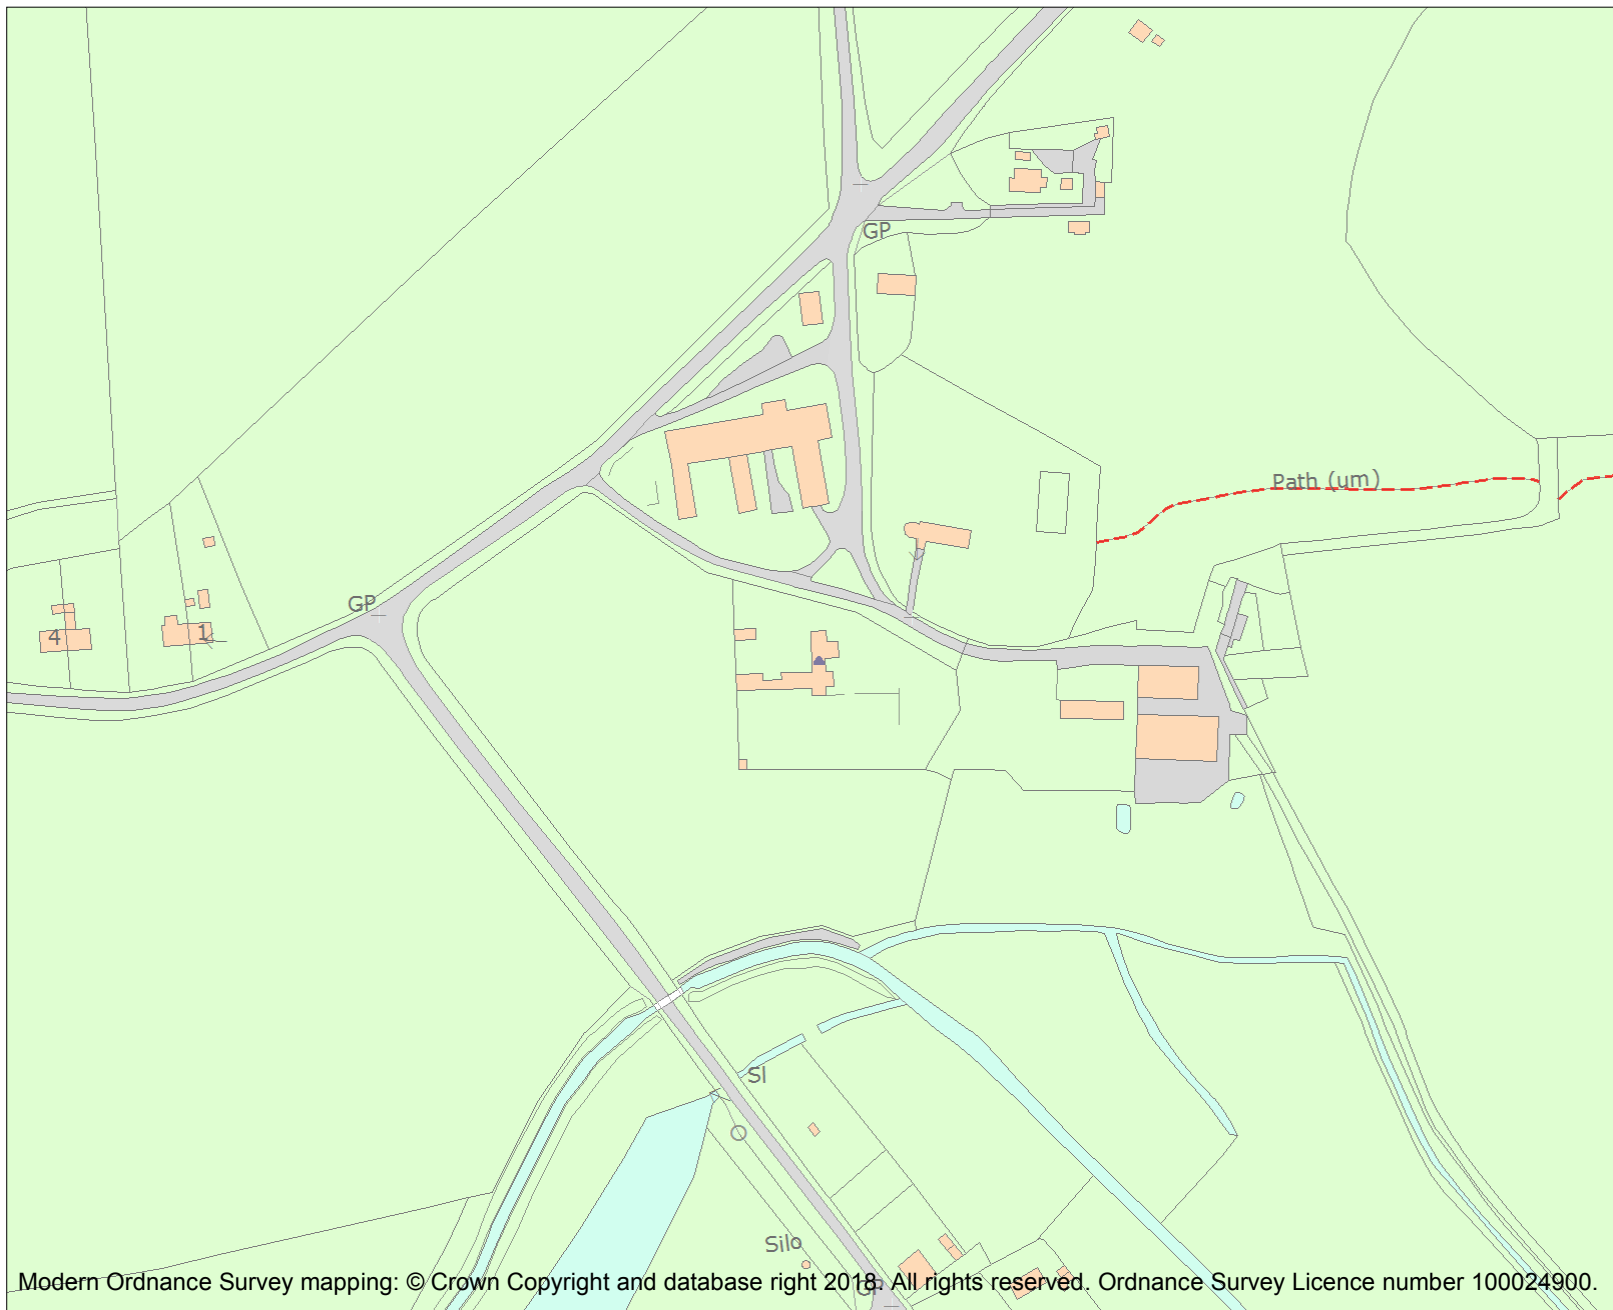 GP
Path (um)
GP
1
4
Sl
Silo
Modern Ordnance Survey mapping: © Crown Copyright and database right 2018. All rights reserved. Ordnance Survey Licence number 100024900.